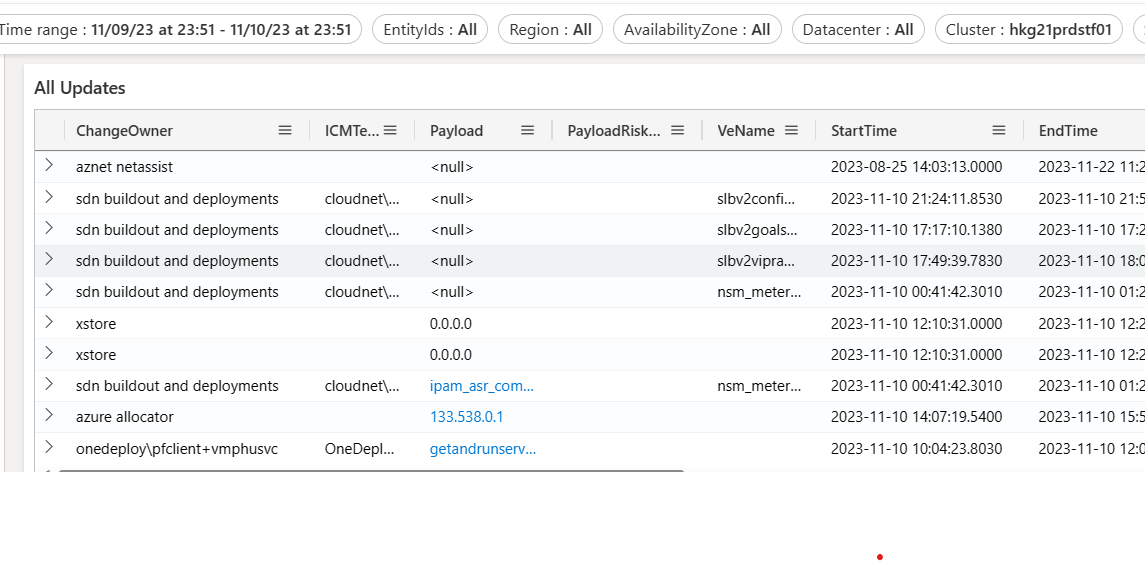 Time range : 11/09/23 at 23:51 - 11/10/23 at 23:51 EntityIds : All Region : All AvailabilityZone : All Datacenter : All Cluster : hkg21prdstf01
All Updates
ChangeOwner ICMTe... Payload PayloadRisk... VeName StartTime EndTime
aznet netassist <null> 2023-08-25 14:03:13.0000 2023-11-22 11:2
sdn buildout and deployments cloudnet\... <null> slbv2confi... 2023-11-10 21:24:11.8530 2023-11-10 21:5
sdn buildout and deployments cloudnet\... <null> slbv2goals... 2023-11-10 17:17:10.1380 2023-11-10 17:2
sdn buildout and deployments cloudnet\... <null> slbv2vipra... 2023-11-10 17:49:39.7830 2023-11-10 18:0
sdn buildout and deployments cloudnet\... <null> nsm_meter... 2023-11-10 00:41:42.3010 2023-11-10 01:2
xstore 0.0.0.0 2023-11-10 12:10:31.0000 2023-11-10 12:2
xstore 0.0.0.0 2023-11-10 12:10:31.0000 2023-11-10 12:2
sdn buildout and deployments cloudnet\... ipam_asr_com... nsm_meter... 2023-11-10 00:41:42.3010 2023-11-10 01:2
azure allocator 133.538.0.1 2023-11-10 14:07:19.5400 2023-11-10 15:5
onedeploy\pfclient+vmphusvc OneDepl... getandrunserv... 2023-11-10 10:04:23.8030 2023-11-10 12:0